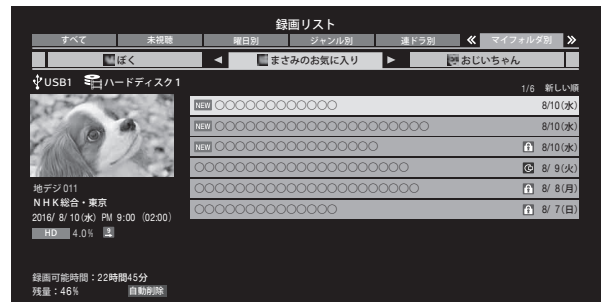 録画リスト
すべて 未視聴 曜日別 ジャンル別 連ドラ別 マイフォルダ別
ぼく まさみのお気に入り おじいちゃん
USB1 ハードディスク1
1/6 新しい順
NEW ○○○○○○○○○○○○ 8/10(水)
NEW ○○○○○○○○○○○○○○○○○○○○○ 8/10(水)
NEW ○○○○○○○○○○○○○○○○ 8/10(水)
○○○○○○○○○○○○○○○○○○○○○ 8/ 9(火)
○○○○○○○○○○○○○○○○○○○○○○ 8/ 8(月)
○○○○○○○○○○○○○○ 8/ 7(日)
地デジ 011
NHK総合・東京
2016/ 8/10(水) PM 9:00 (02:00)
HD 4.0%
録画可能時間:22時間45分
残量:46% 自動削除